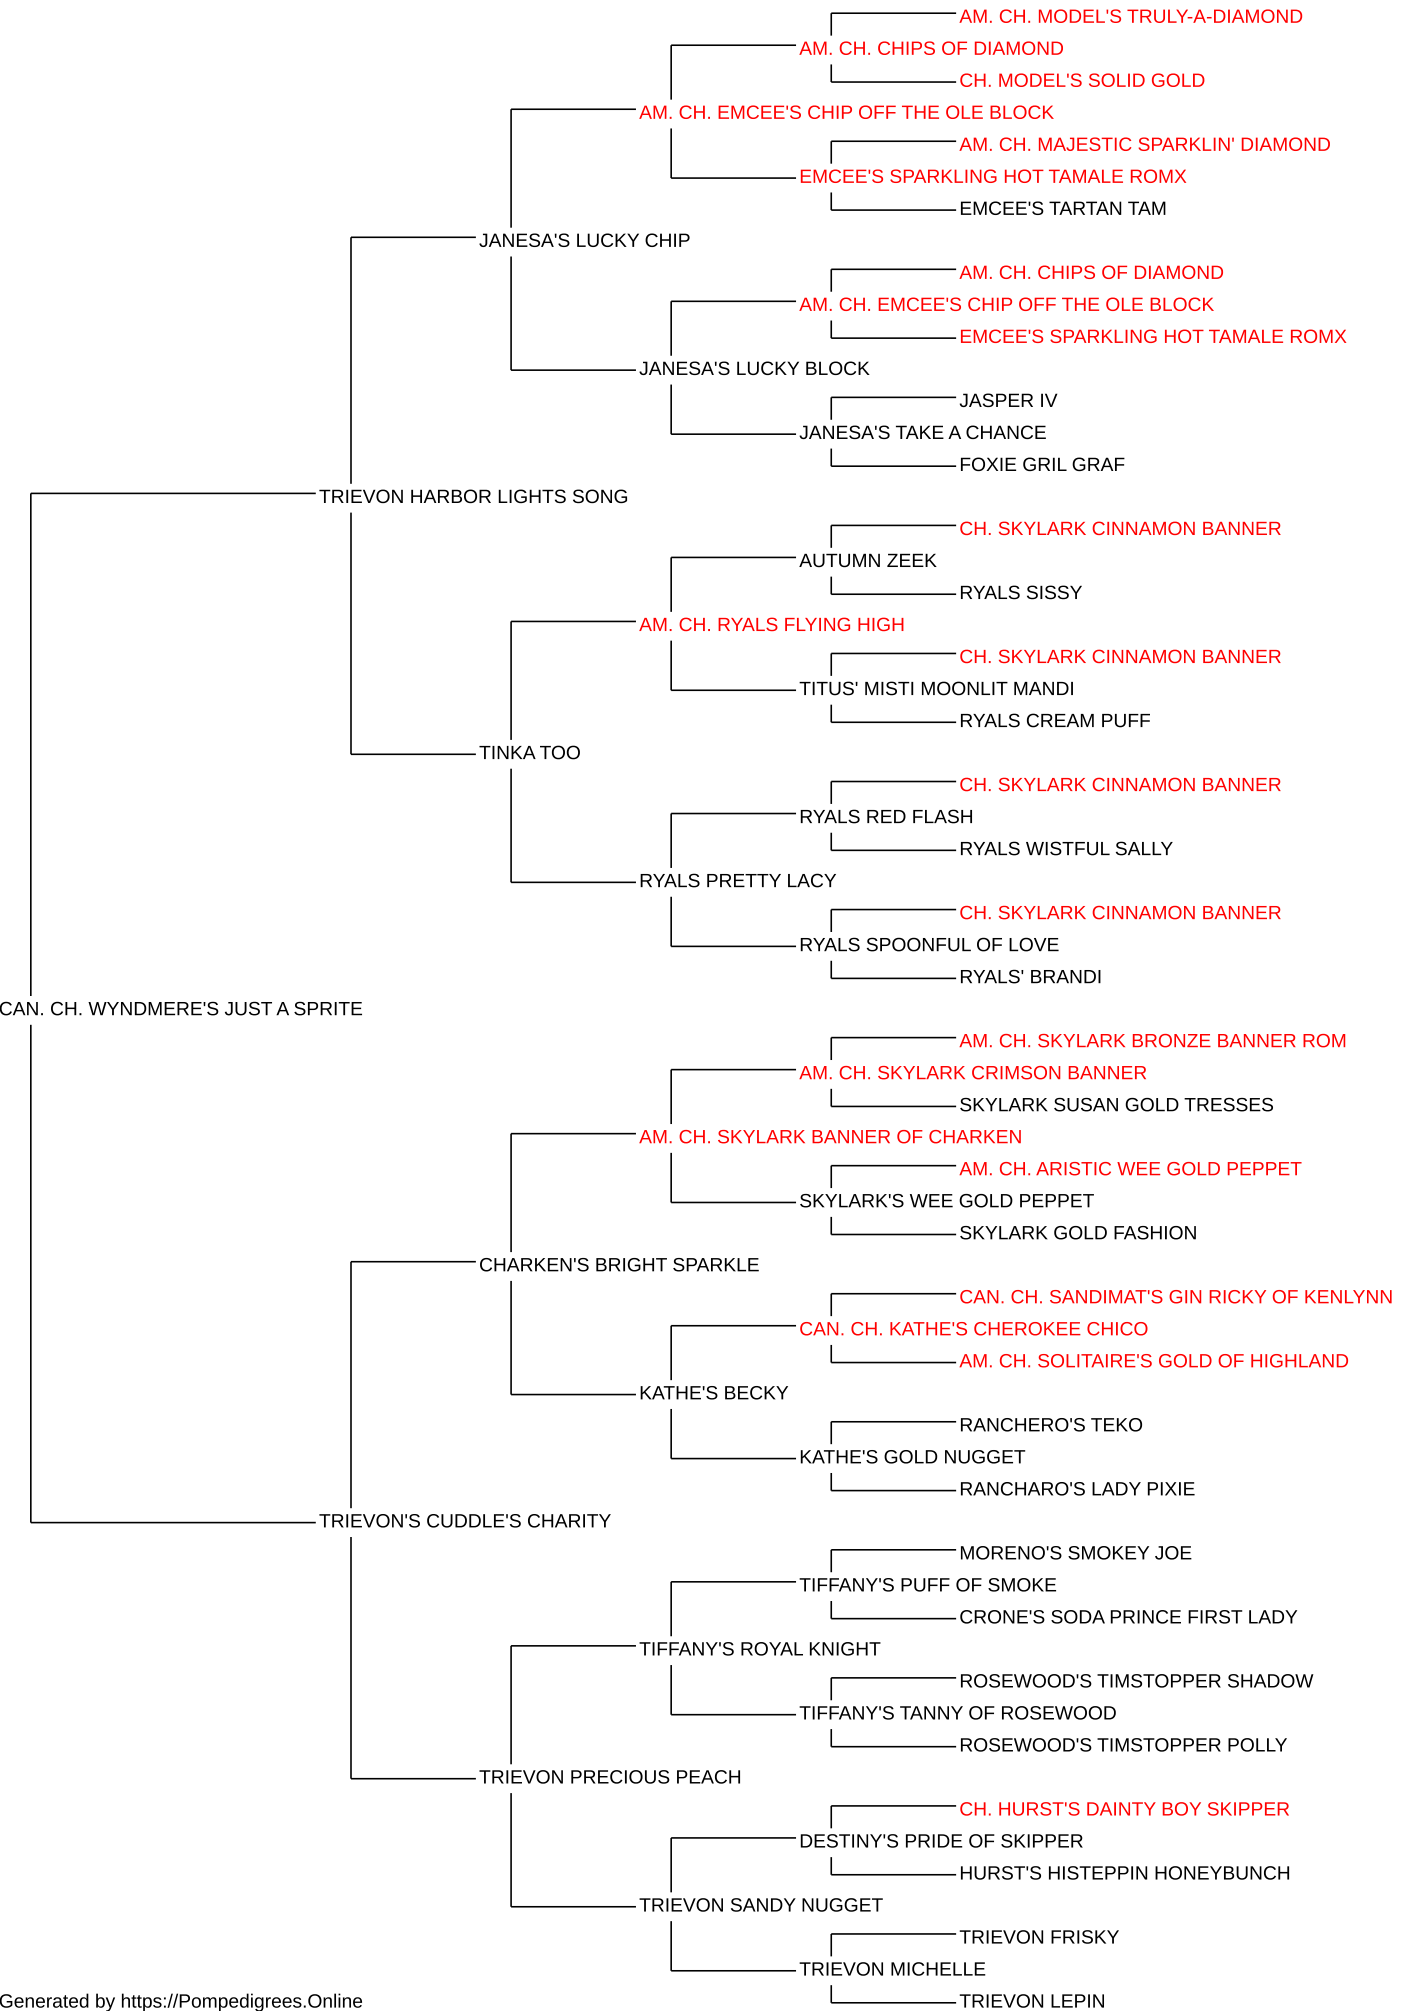 AM. CH. MODEL'S TRULY-A-DIAMOND
AM. CH. CHIPS OF DIAMOND
CH. MODEL'S SOLID GOLD
AM. CH. EMCEE'S CHIP OFF THE OLE BLOCK
AM. CH. MAJESTIC SPARKLIN' DIAMOND
EMCEE'S SPARKLING HOT TAMALE ROMX
EMCEE'S TARTAN TAM
JANESA'S LUCKY CHIP
AM. CH. CHIPS OF DIAMOND
AM. CH. EMCEE'S CHIP OFF THE OLE BLOCK
EMCEE'S SPARKLING HOT TAMALE ROMX
JANESA'S LUCKY BLOCK
JASPER IV
JANESA'S TAKE A CHANCE
FOXIE GRIL GRAF
TRIEVON HARBOR LIGHTS SONG
CH. SKYLARK CINNAMON BANNER
AUTUMN ZEEK
RYALS SISSY
AM. CH. RYALS FLYING HIGH
CH. SKYLARK CINNAMON BANNER
TITUS' MISTI MOONLIT MANDI
RYALS CREAM PUFF
TINKA TOO
CH. SKYLARK CINNAMON BANNER
RYALS RED FLASH
RYALS WISTFUL SALLY
RYALS PRETTY LACY
CH. SKYLARK CINNAMON BANNER
RYALS SPOONFUL OF LOVE
RYALS' BRANDI
CAN. CH. WYNDMERE'S JUST A SPRITE
AM. CH. SKYLARK BRONZE BANNER ROM
AM. CH. SKYLARK CRIMSON BANNER
SKYLARK SUSAN GOLD TRESSES
AM. CH. SKYLARK BANNER OF CHARKEN
AM. CH. ARISTIC WEE GOLD PEPPET
SKYLARK'S WEE GOLD PEPPET
SKYLARK GOLD FASHION
CHARKEN'S BRIGHT SPARKLE
CAN. CH. SANDIMAT'S GIN RICKY OF KENLYNN
CAN. CH. KATHE'S CHEROKEE CHICO
AM. CH. SOLITAIRE'S GOLD OF HIGHLAND
KATHE'S BECKY
RANCHERO'S TEKO
KATHE'S GOLD NUGGET
RANCHARO'S LADY PIXIE
TRIEVON'S CUDDLE'S CHARITY
MORENO'S SMOKEY JOE
TIFFANY'S PUFF OF SMOKE
CRONE'S SODA PRINCE FIRST LADY
TIFFANY'S ROYAL KNIGHT
ROSEWOOD'S TIMSTOPPER SHADOW
TIFFANY'S TANNY OF ROSEWOOD
ROSEWOOD'S TIMSTOPPER POLLY
TRIEVON PRECIOUS PEACH
CH. HURST'S DAINTY BOY SKIPPER
DESTINY'S PRIDE OF SKIPPER
HURST'S HISTEPPIN HONEYBUNCH
TRIEVON SANDY NUGGET
TRIEVON FRISKY
TRIEVON MICHELLE
TRIEVON LEPIN
Generated by https://Pompedigrees.Online